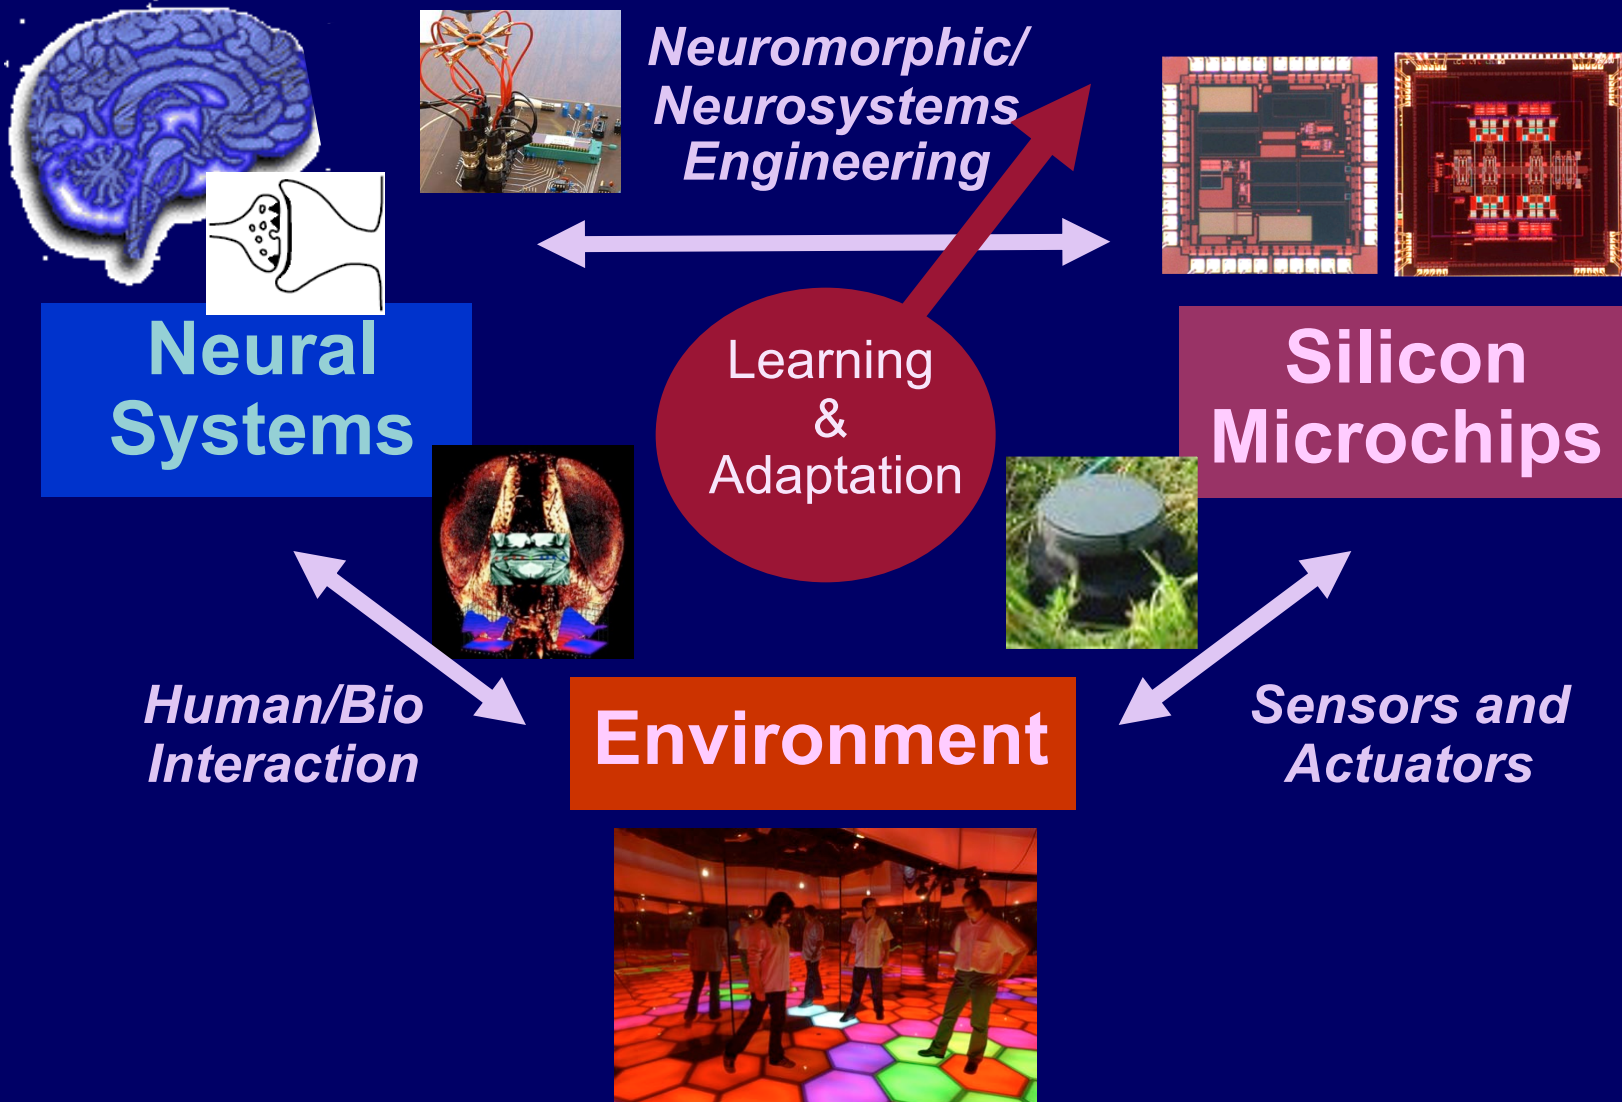 Neuromorphic/
Neurosystems
Engineering
Neural
Systems
Learning
&
Adaptation
Silicon
Microchips
Human/Bio
Interaction
Environment
Sensors and
Actuators